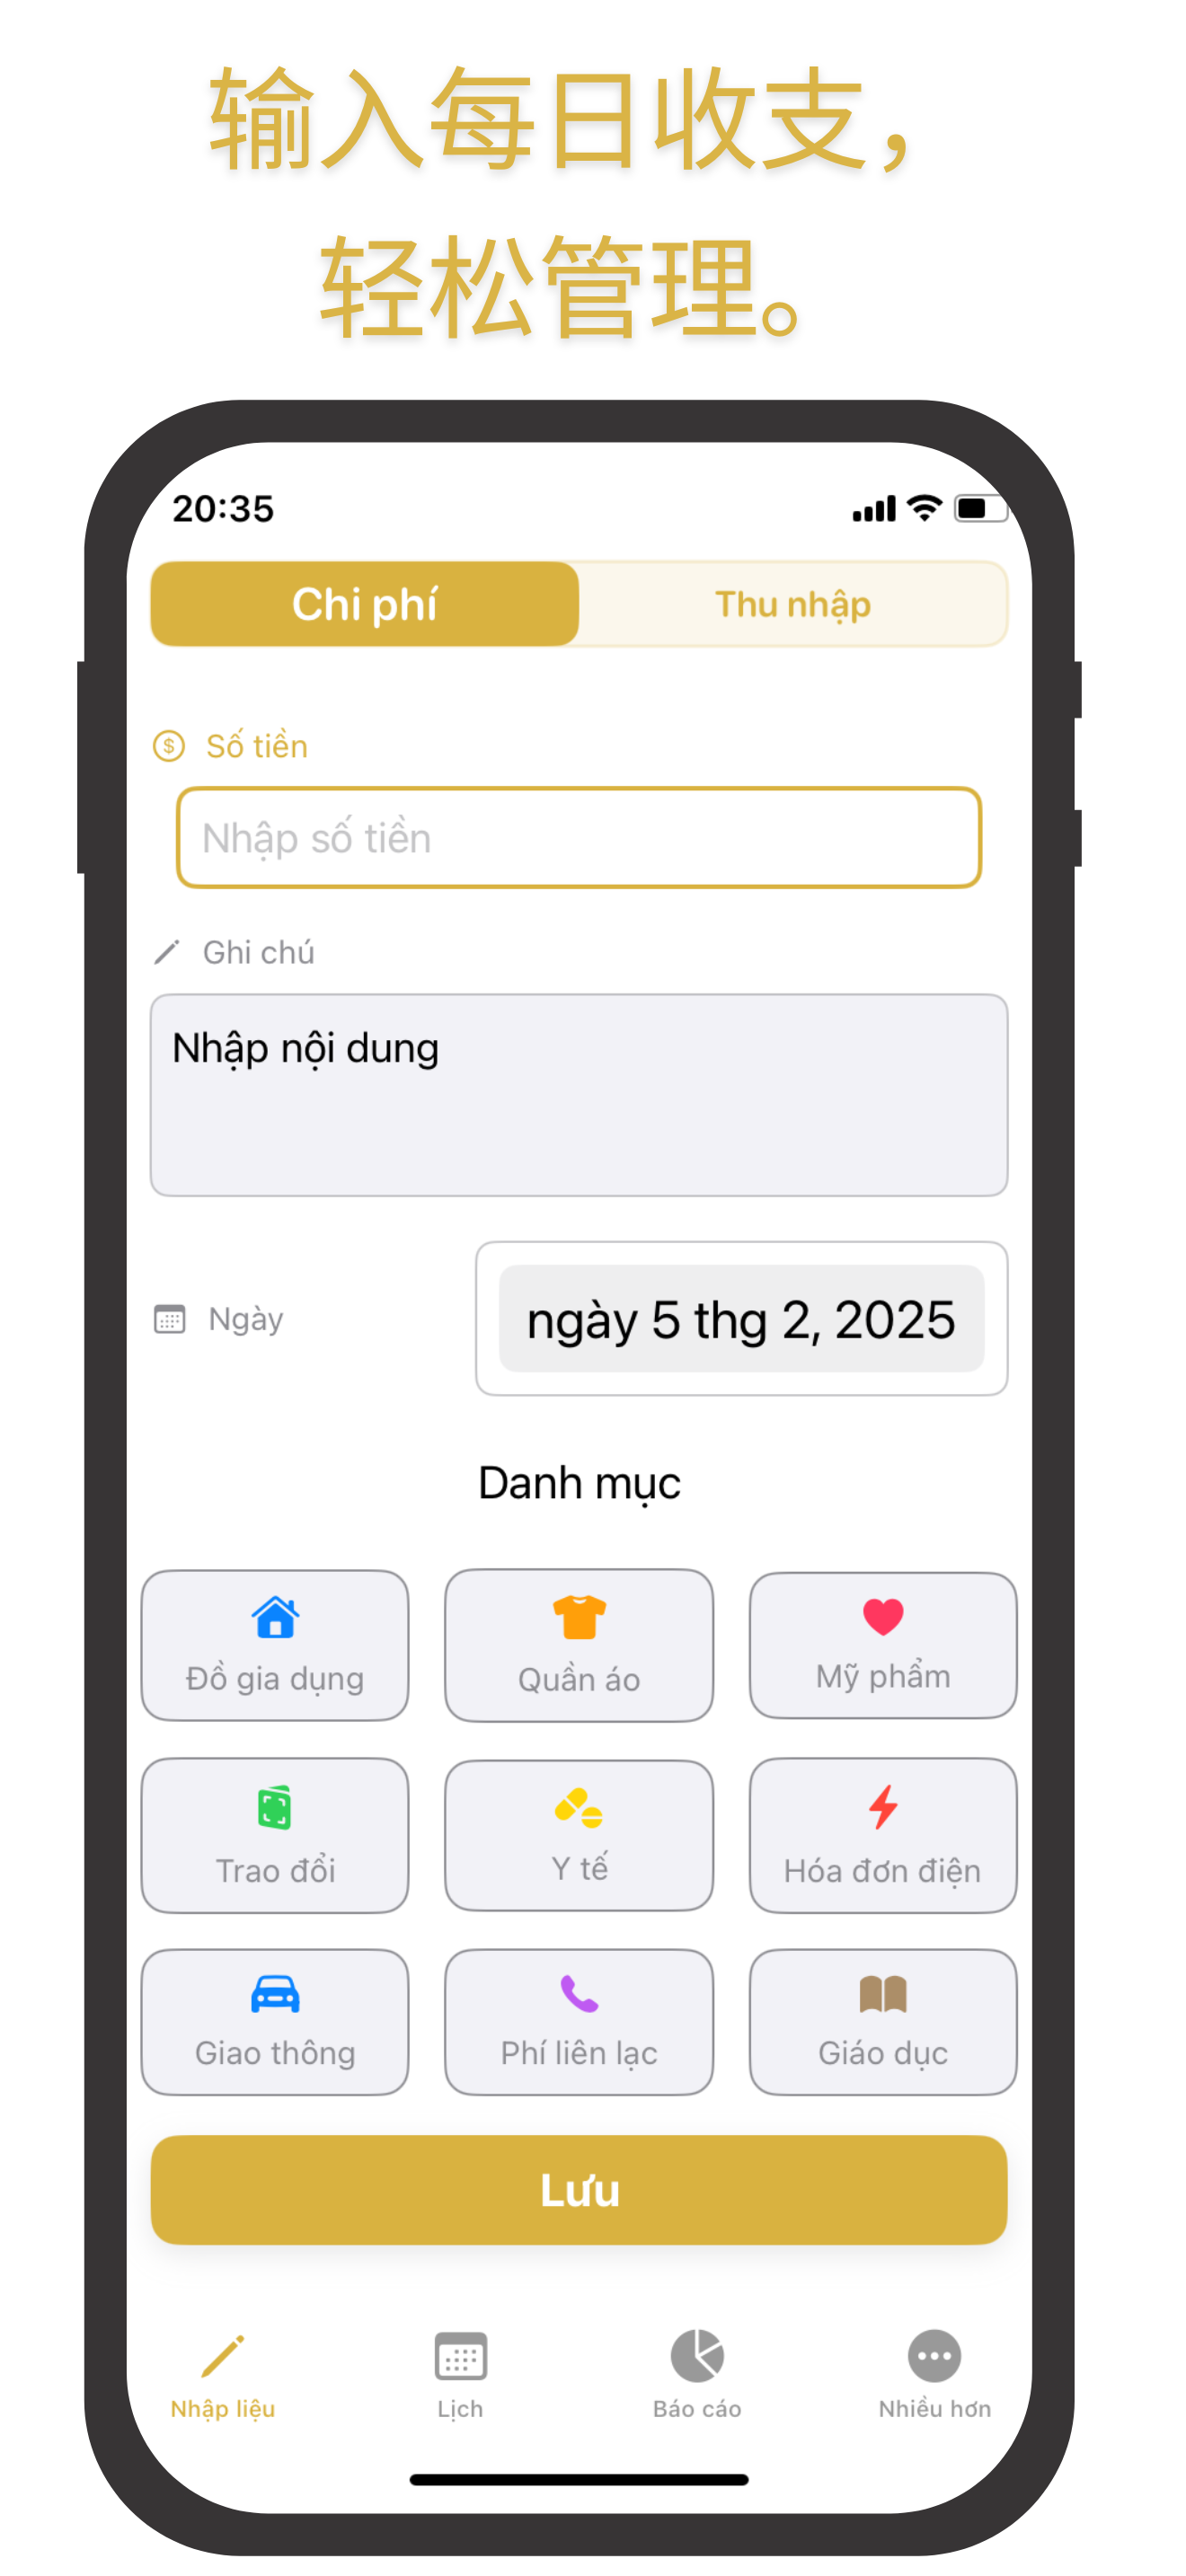 输入每日收支，
轻松管理。
20:35
Chi phí
Thu nhập
Số tiền
Nhập số tiền
Ghi chú
Nhập nội dung
Ngày
ngày 5 thg 2, 2025
Danh mục
Đồ gia dụng
Quần áo
Mỹ phẩm
Trao đổi
Y tế
Hóa đơn điện
Giao thông
Phí liên lạc
Giáo dục
Lưu
Nhập liệu
Lịch
Báo cáo
Nhiều hơn